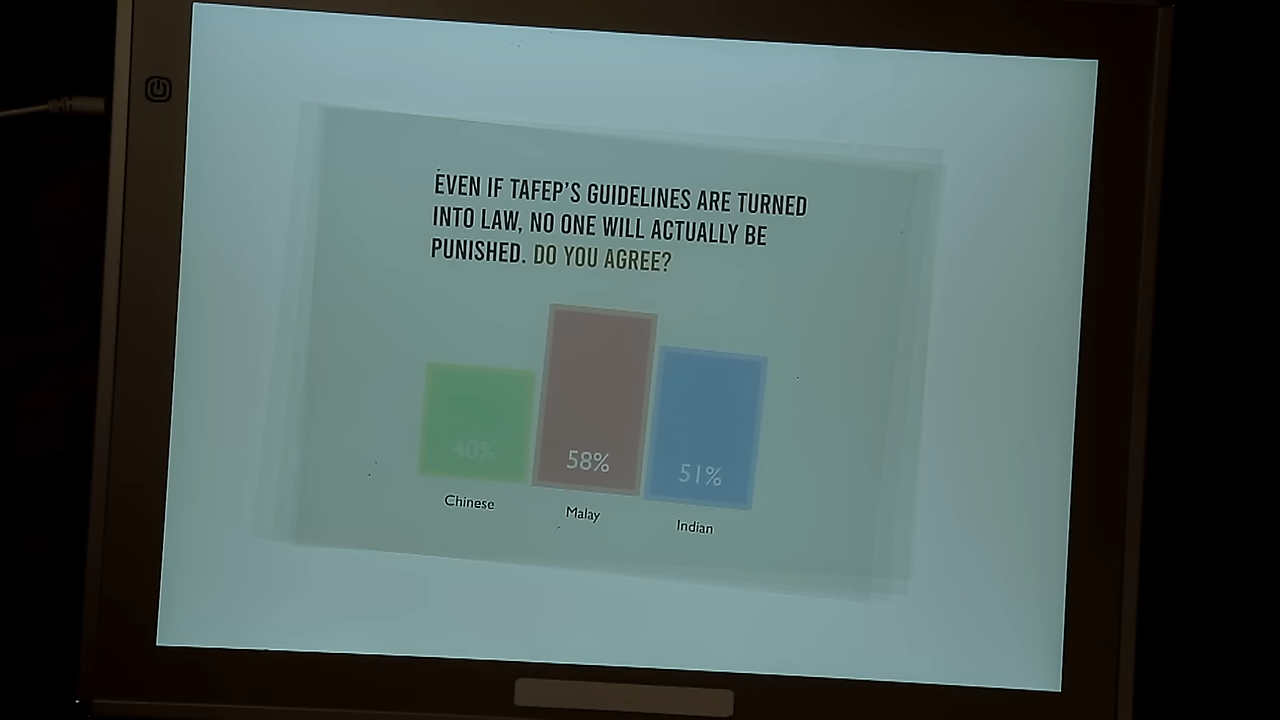 EVEN IF TAFEP'S GUIDELINES ARE TURNED
INTO LAW, NO ONE WILL ACTUALLY BE
PUNISHED. DO YOU AGREE?
40%
58%
51%
Chinese
Malay
Indian